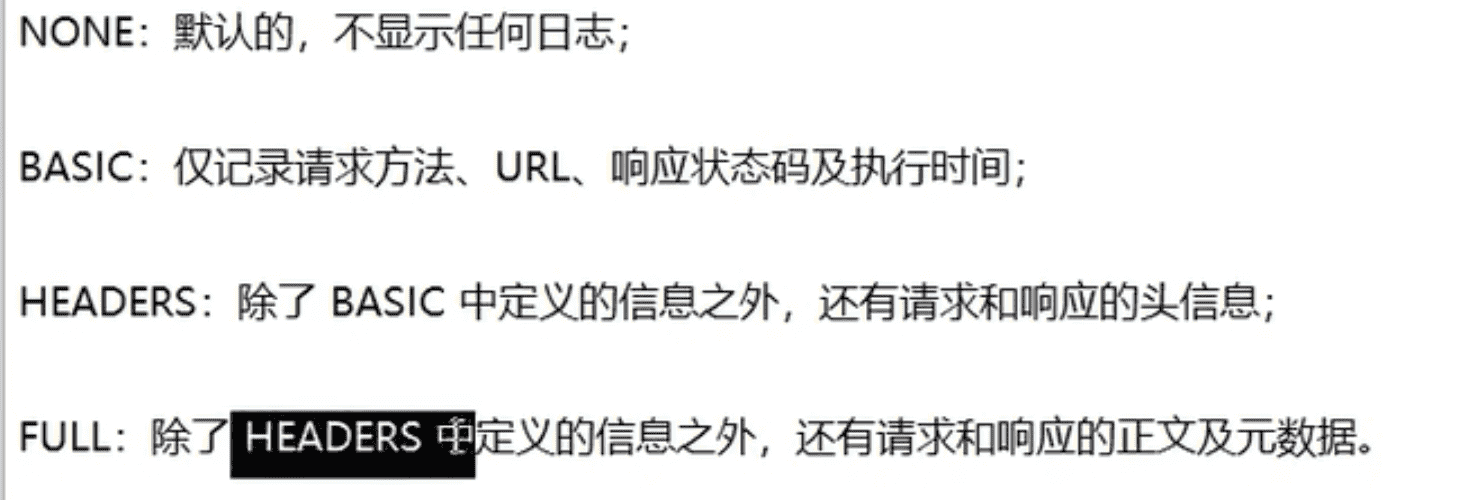 NONE：默认的，不显示任何日志；
BASIC：仅记录请求方法、URL、响应状态码及执行时间；
HEADERS：除了 BASIC 中定义的信息之外，还有请求和响应的头信息；
FULL：除了 HEADERS 中定义的信息之外，还有请求和响应的正文及元数据。